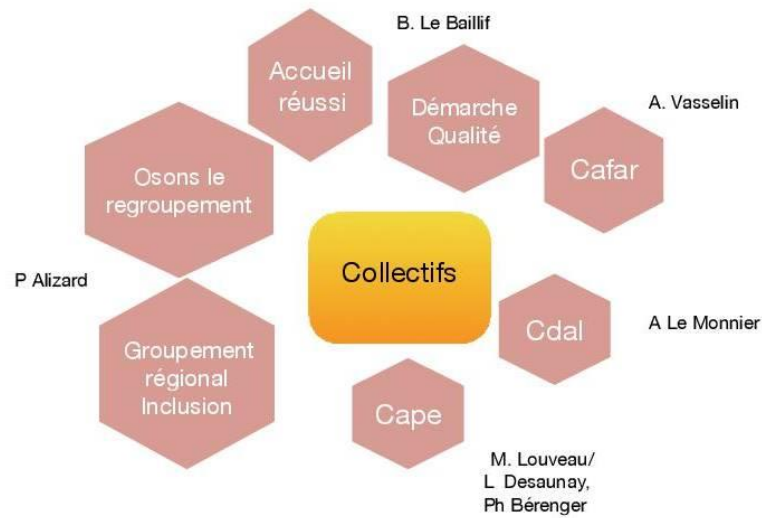 B. Le Baillif
Accueil
réussi
Démarche
Qualité
A. Vasselin
Cafar
Osons le
regroupement
Collectifs
P Alizard
Groupement
régional
Inclusion
Cdal
A Le Monnier
Cape
M. Louveau/
L Desaunay,
Ph Bérenger